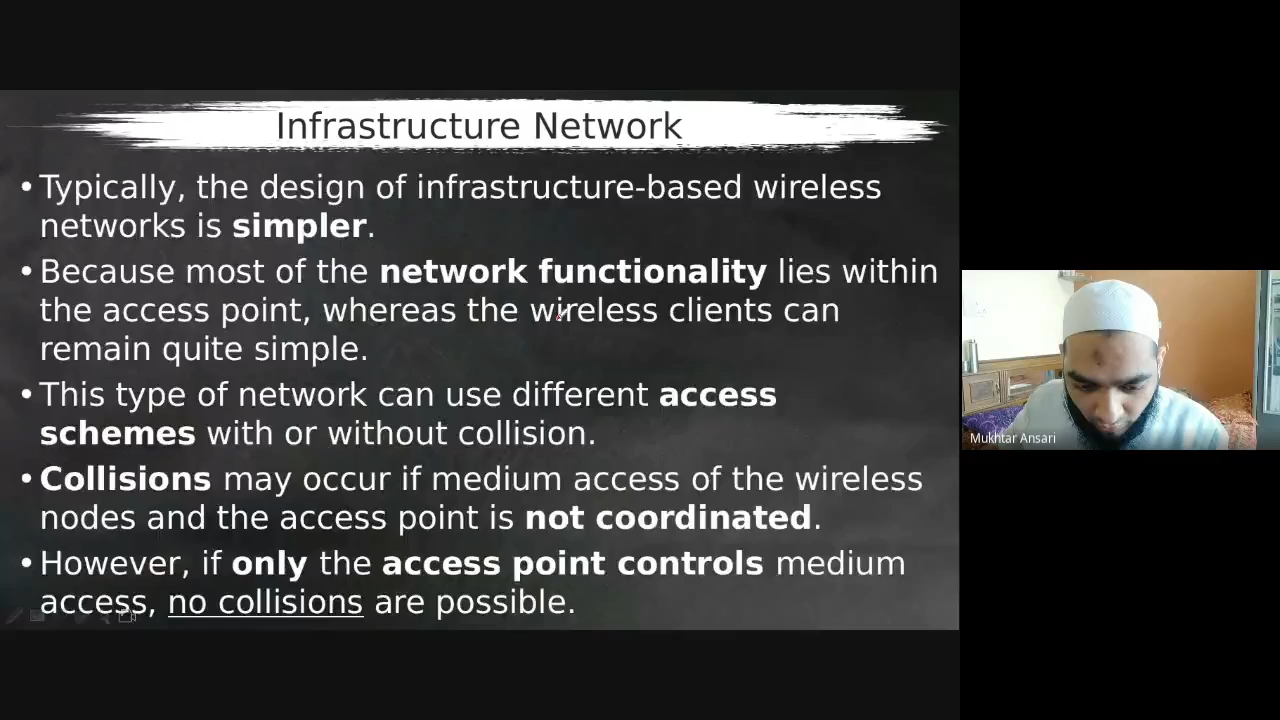 Infrastructure Network
• Typically, the design of infrastructure-based wireless
networks is simpler.
• Because most of the network functionality lies within
the access point, whereas the wireless clients can
remain quite simple.
• This type of network can use different access
schemes with or without collision.
• Collisions may occur if medium access of the wireless
nodes and the access point is not coordinated.
• However, if only the access point controls medium
access, no collisions are possible.
Mukhtar Ansari